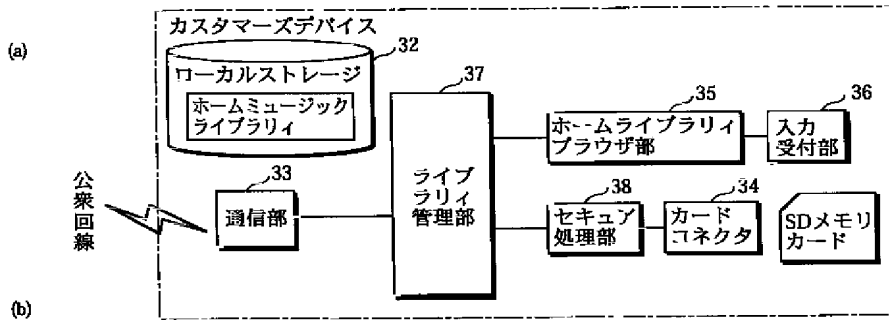 (a)
カスタマーズデバイス
32
ローカルストレージ
ホームミュージック
ライブラリィ
37
ライブ
ラリィ
管理部
35
ホームライブラリィ
ブラウザ部
36
入力
受付部
公衆回線
33
通信部
38
セキュア
処理部
34
カード
コネクタ
SDメモリ
カード
(b)